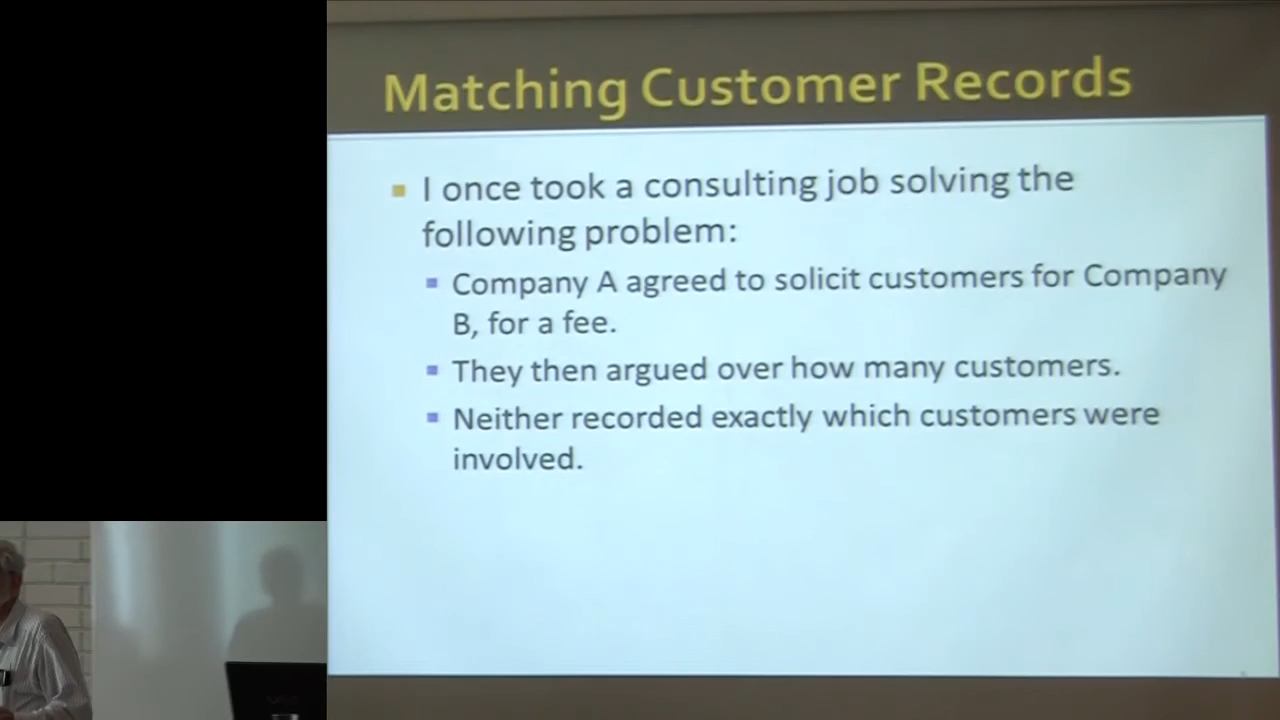 Matching Customer Records
I once took a consulting job solving the
following problem:
Company A agreed to solicit customers for Company
B, for a fee.
They then argued over how many customers.
Neither recorded exactly which customers were
involved.